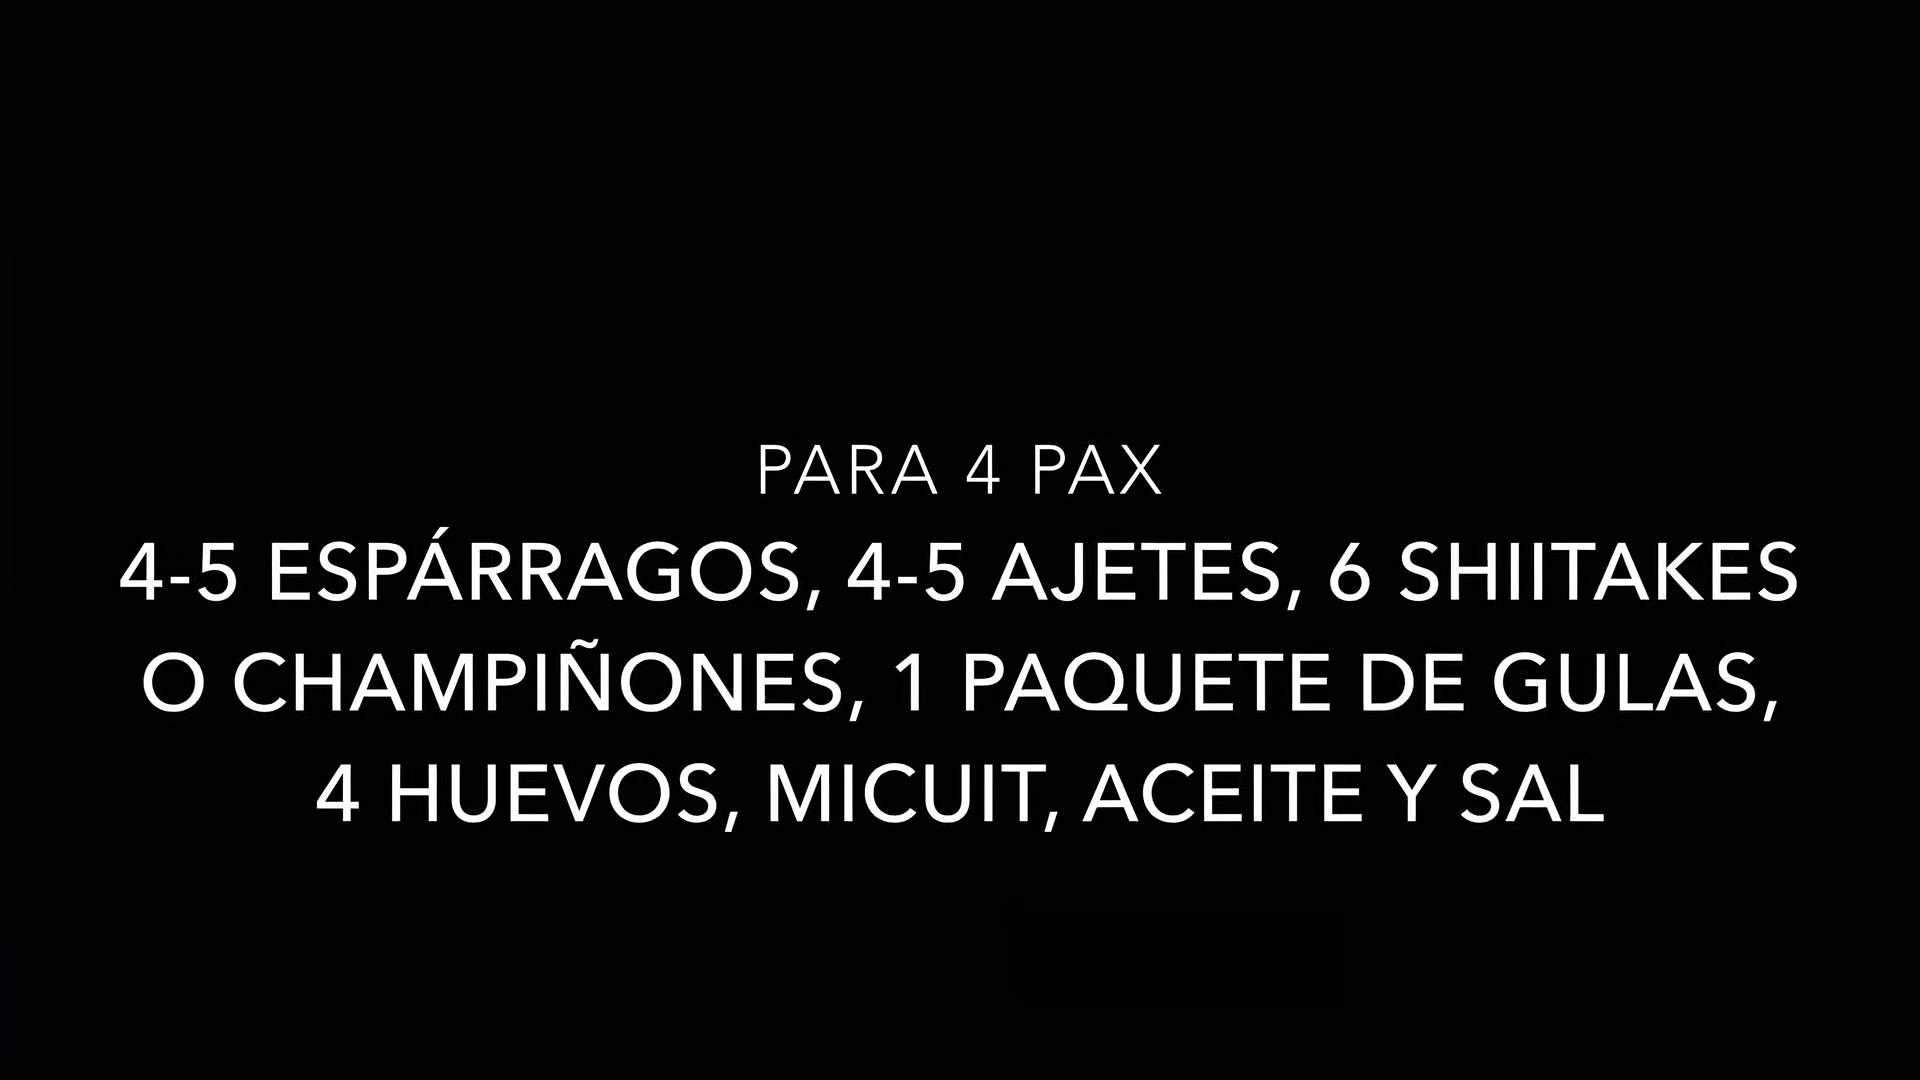 PARA 4 PAX
4-5 ESPÁRRAGOS, 4-5 AJETES, 6 SHIITAKES
O CHAMPIÑONES, 1 PAQUETE DE GULAS,
4 HUEVOS, MICUIT, ACEITE Y SAL